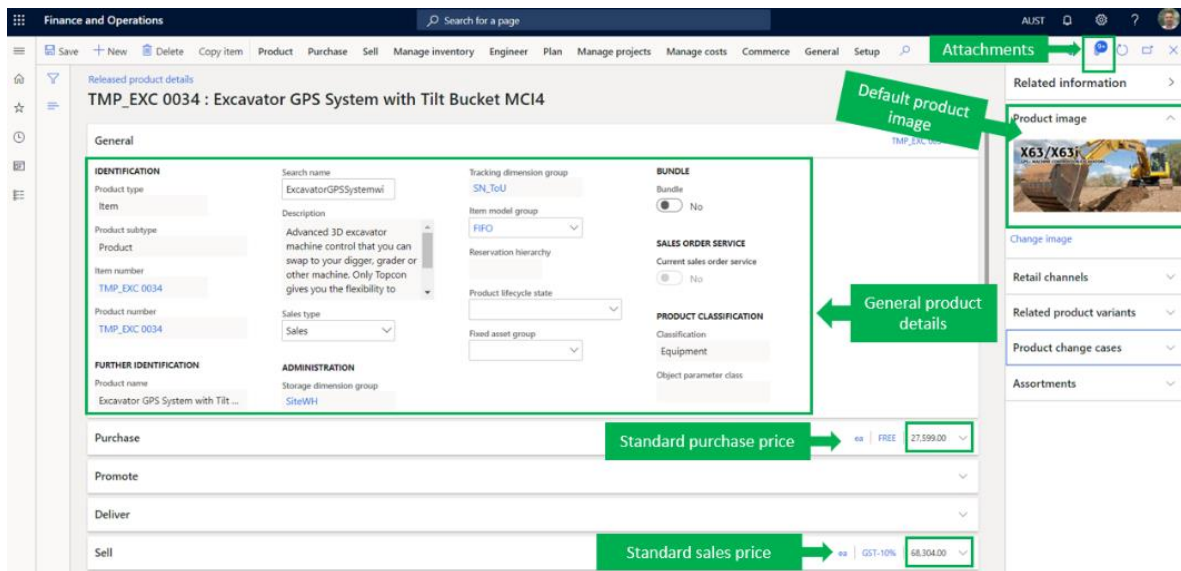 Finance and Operations
Search for a page
AUST
?
Save
New
Delete
Copy item
Product
Purchase
Sell
Manage inventory
Engineer
Plan
Manage projects
Manage costs
Commerce
General
Setup
Attachments
9+
Released product details
TMP_EXC 0034 : Excavator GPS System with Tilt Bucket MCI4
Default product
image
General
IDENTIFICATION
Product type
Item
Product subtype
Product
Item number
TMP_EXC 0034
Product number
TMP_EXC 0034
FURTHER IDENTIFICATION
Product name
Excavator GPS System with Tilt ...
Search name
ExcavatorGPSSystemwi
Description
Advanced 3D excavator
machine control that you can
swap to your digger, grader or
other machine. Only Topcon
gives you the flexibility to
Sales type
Sales
ADMINISTRATION
Storage dimension group
SiteWH
Tracking dimension group
SN_ToU
Item model group
FIFO
Reservation hierarchy
Product lifecycle state
Fixed asset group
BUNDLE
Bundle
No
SALES ORDER SERVICE
Current sales order service
No
PRODUCT CLASSIFICATION
Classification
Equipment
Object parameter class
General product
details
Purchase
Standard purchase price
ea
FREE
27,599.00
Promote
Deliver
Sell
Standard sales price
ea
GST-10%
68,304.00
Related information
Product image
X63/X63i
Change image
Retail channels
Related product variants
Product change cases
Assortments